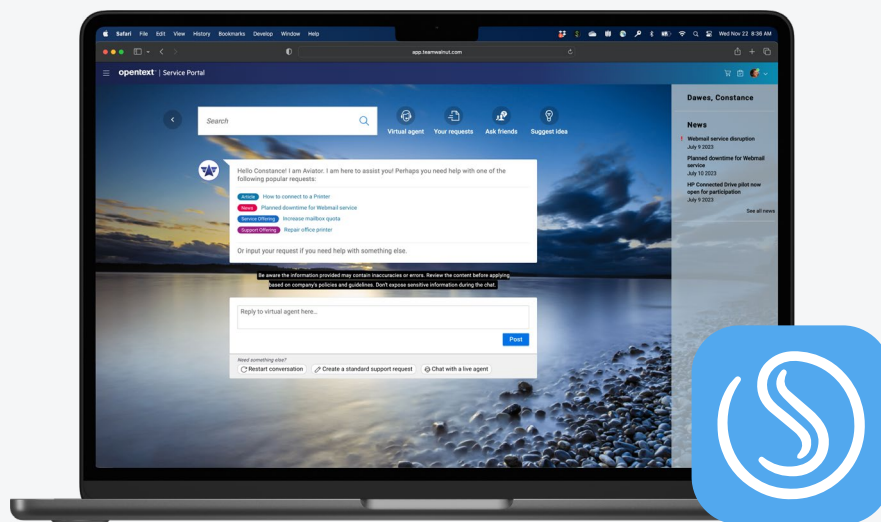 Safari File Edit View History Bookmarks Develop Window Help
Wed Nov 22 8:36 AM
app.teamwalnut.com
opentext™ | Service Portal
Search
Virtual agent Your requests Ask friends Suggest idea
Hello Constance! I am Aviator. I am here to assist you! Perhaps you need help with one of the
following popular requests:
Article How to connect to a Printer
News Planned downtime for Webmail service
Service Offering Increase mailbox quota
Support Offering Repair office printer
Or input your request if you need help with something else.
Be aware the information provided may contain inaccuracies or errors. Review the content before applying
based on company's policies and guidelines. Don't expose sensitive information during the chat.
Reply to virtual agent here...
Post
Need something else?
Restart conversation Create a standard support request Chat with a live agent
Dawes, Constance
News
! Webmail service disruption
July 9 2023
Planned downtime for Webmail
service
July 10 2023
HP Connected Drive pilot now
open for participation
July 9 2023
See all news